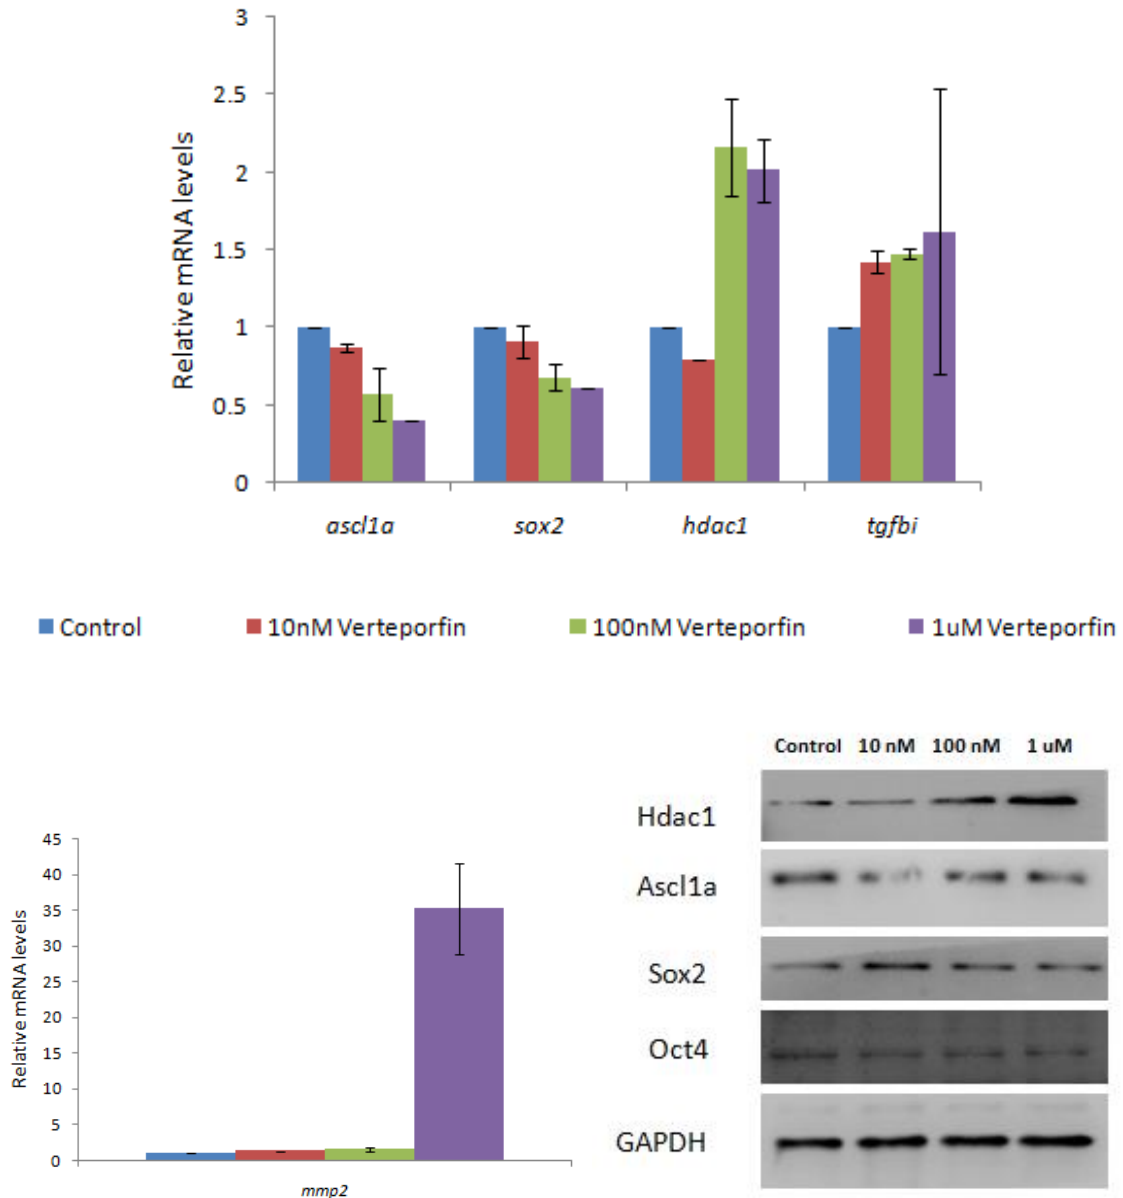 3
2.5
2
1.5
1
0.5
0
Relative mRNA levels
ascl1a sox2 hdac1 tgfbi
Control 10nM Verteporfin 100nM Verteporfin 1uM Verteporfin
45
40
35
30
25
20
15
10
5
0
Relative mRNA levels
mmp2
Control 10 nM 100 nM 1 uM
Hdac1
Ascl1a
Sox2
Oct4
GAPDH